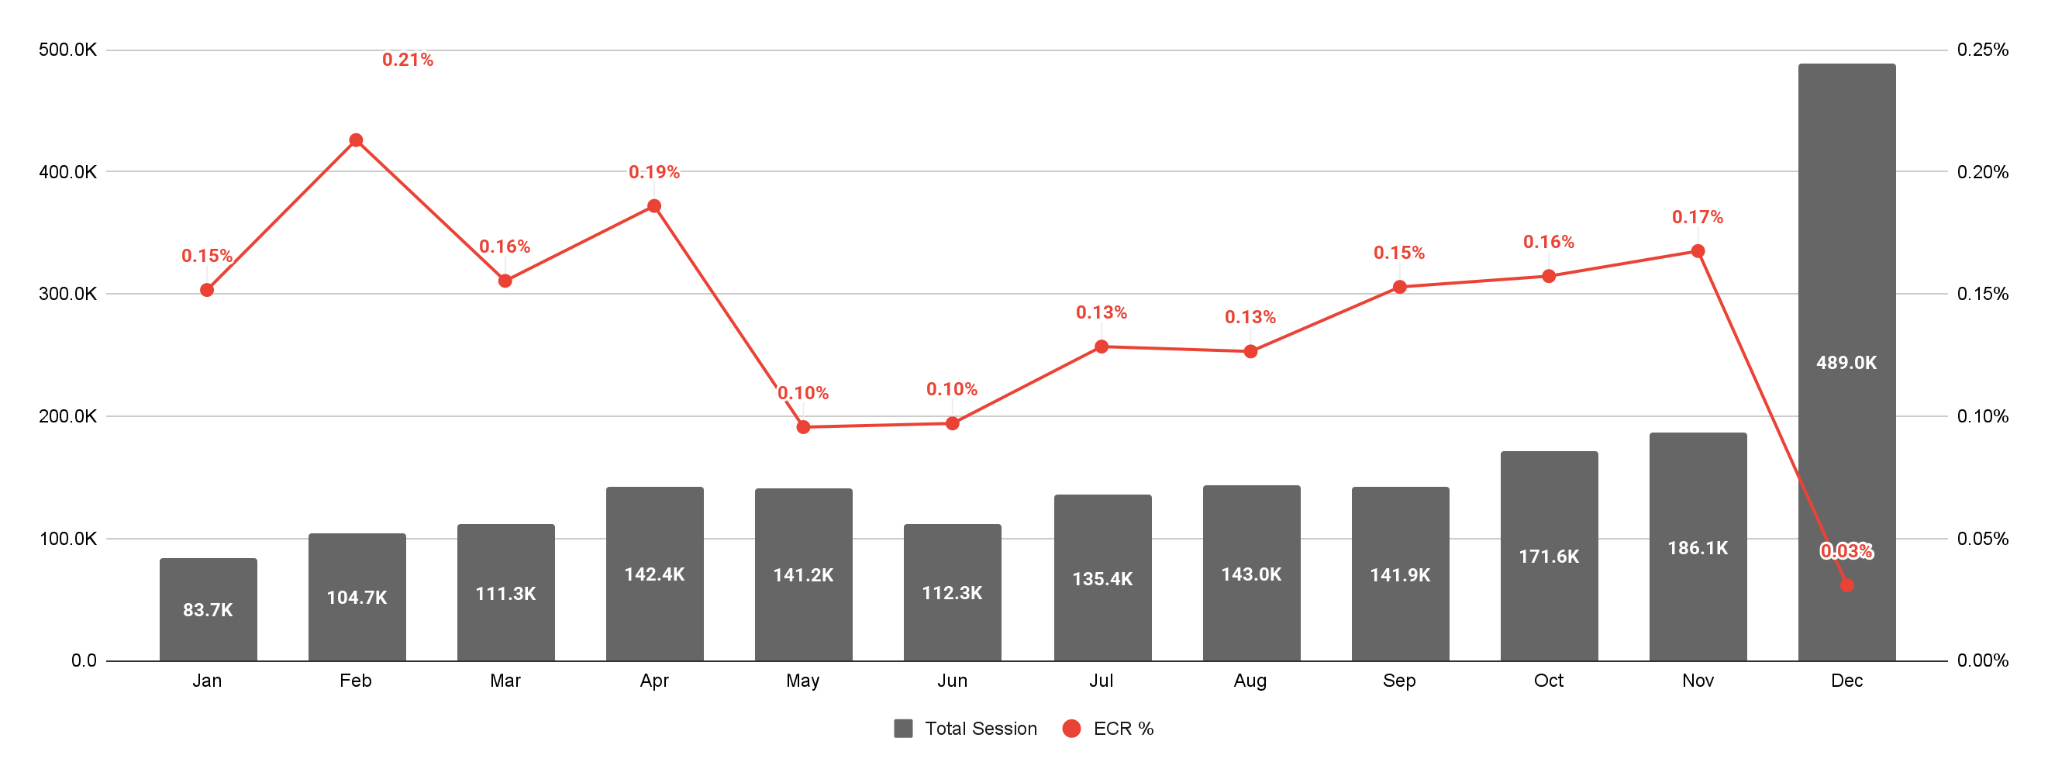 500.0K
0.25%
0.21%
400.0K
0.19%
0.20%
0.15%
0.16%
0.15%
0.16%
0.17%
300.0K
0.15%
0.13%
0.13%
489.0K
0.10%
0.10%
200.0K
0.10%
100.0K
0.05%
83.7K
104.7K
111.3K
142.4K
141.2K
112.3K
135.4K
143.0K
141.9K
171.6K
186.1K
0.03%
0.0
0.00%
Jan Feb Mar Apr May Jun Jul Aug Sep Oct Nov Dec
Total Session ECR %